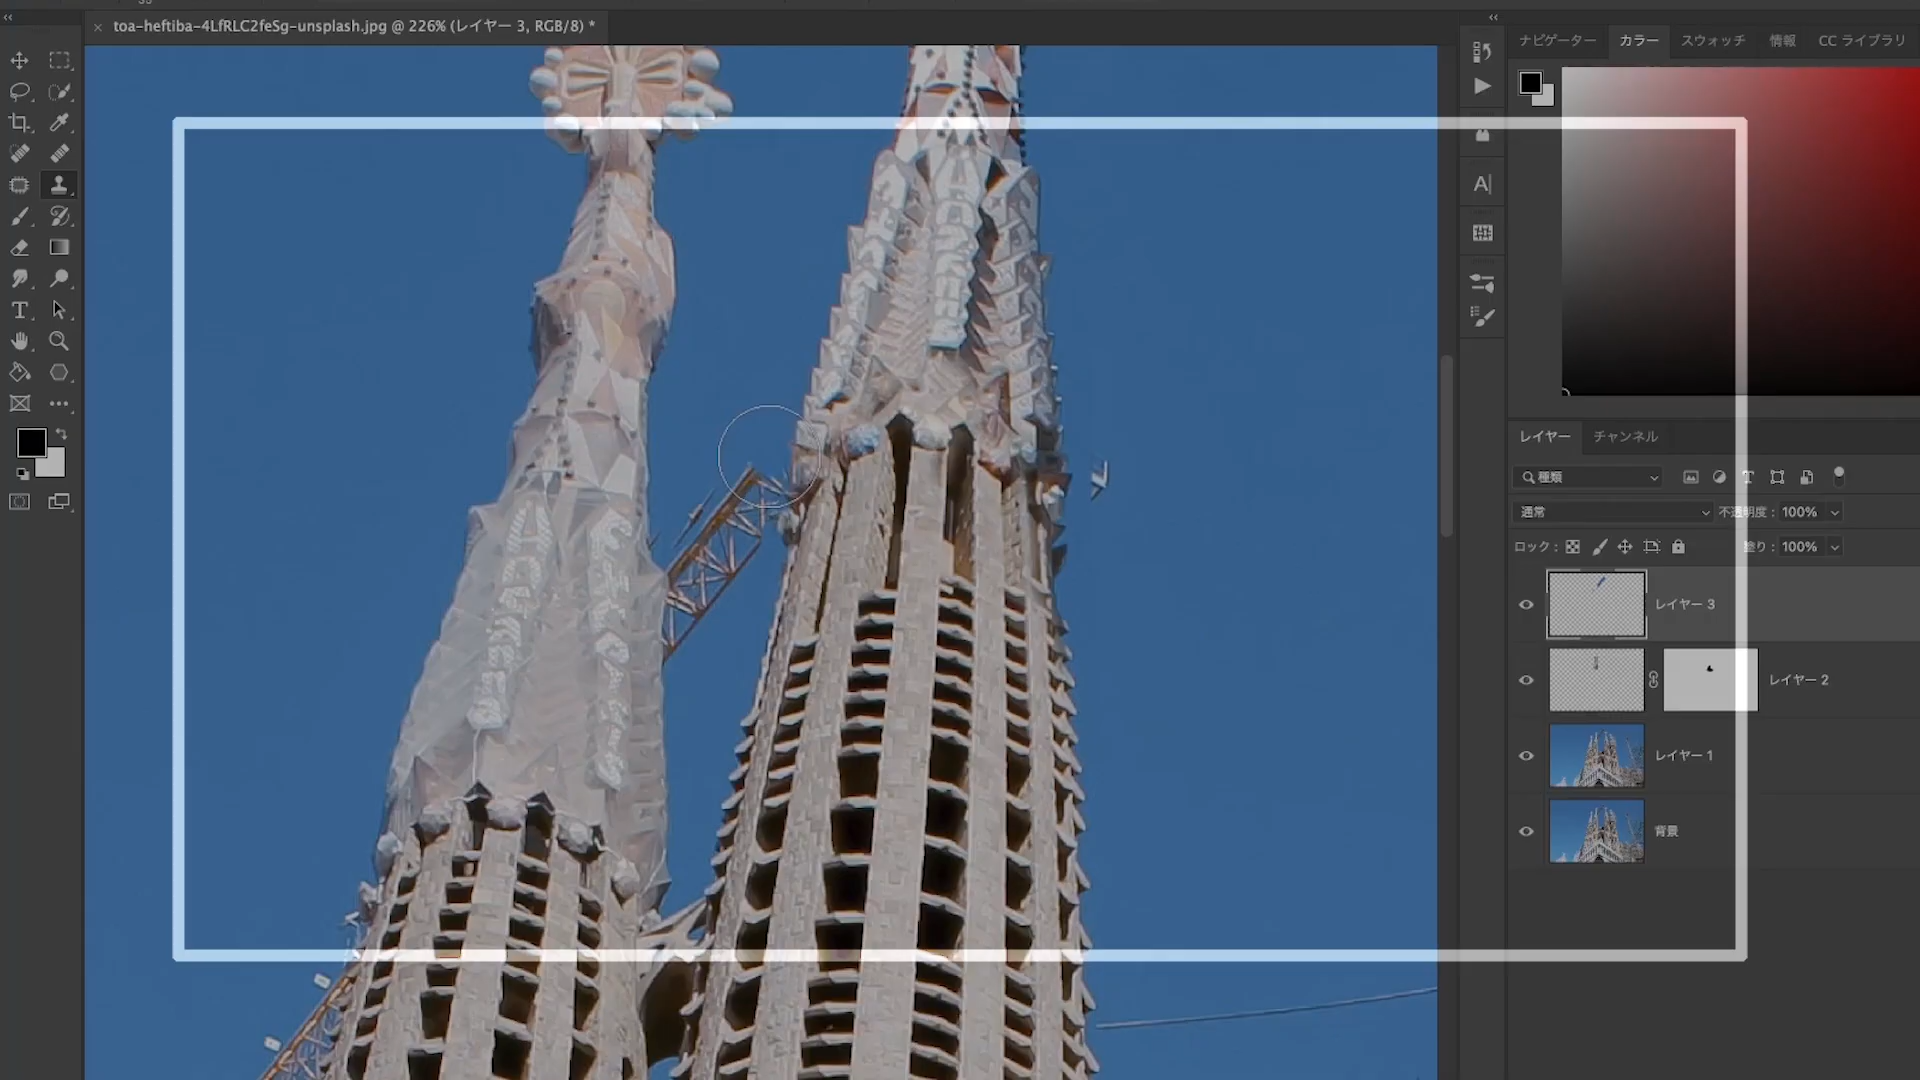 toa-heftiba-4LfRLC2feSg-unsplash.jpg @ 226% (レイヤー 3, RGB/8) *
ナビゲーター カラー スウォッチ 情報 CC ライブラリ
レイヤー チャンネル
種類
通常 不透明度 : 100%
ロック : 塗り : 100%
レイヤー 3
レイヤー 2
レイヤー 1
背景